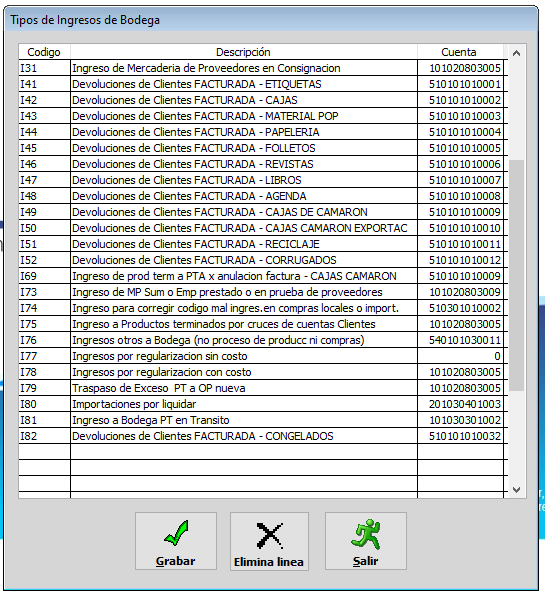 Tipos de Ingresos de Bodega
Codigo Descripción Cuenta
I31 Ingreso de Mercaderia de Proveedores en Consignacion 101020803005
I41 Devoluciones de Clientes FACTURADA - ETIQUETAS 510101010001
I42 Devoluciones de Clientes FACTURADA - CAJAS 510101010002
I43 Devoluciones de Clientes FACTURADA - MATERIAL POP 510101010003
I44 Devoluciones de Clientes FACTURADA - PAPELERIA 510101010004
I45 Devoluciones de Clientes FACTURADA - FOLLETOS 510101010005
I46 Devoluciones de Clientes FACTURADA - REVISTAS 510101010006
I47 Devoluciones de Clientes FACTURADA - LIBROS 510101010007
I48 Devoluciones de Clientes FACTURADA - AGENDA 510101010008
I49 Devoluciones de Clientes FACTURADA - CAJAS DE CAMARON 510101010009
I50 Devoluciones de Clientes FACTURADA - CAJAS CAMARON EXPORTAC 510101010010
I51 Devoluciones de Clientes FACTURADA - RECICLAJE 510101010011
I52 Devoluciones de Clientes FACTURADA - CORRUGADOS 510101010012
I69 Ingreso de prod term a PTA x anulacion factura - CAJAS CAMARON 510101010009
I73 Ingreso de MP Sum o Emp prestado o en prueba de proveedores 101020803009
I74 Ingreso para corregir codigo mal ingres.en compras locales o import. 510301010002
I75 Ingreso a Productos terminados por cruces de cuentas Clientes 101020803005
I76 Ingresos otros a Bodega (no proceso de producc ni compras) 540101030011
I77 Ingresos por regularizacion sin costo 0
I78 Ingresos por regularizacion con costo 101020803005
I79 Traspaso de Exceso PT a OP nueva 101020803005
I80 Importaciones por liquidar 201030401003
I81 Ingreso a Bodega PT en Transito 101030301002
I82 Devoluciones de Clientes FACTURADA - CONGELADOS 510101010032
Grabar Elimina linea Salir